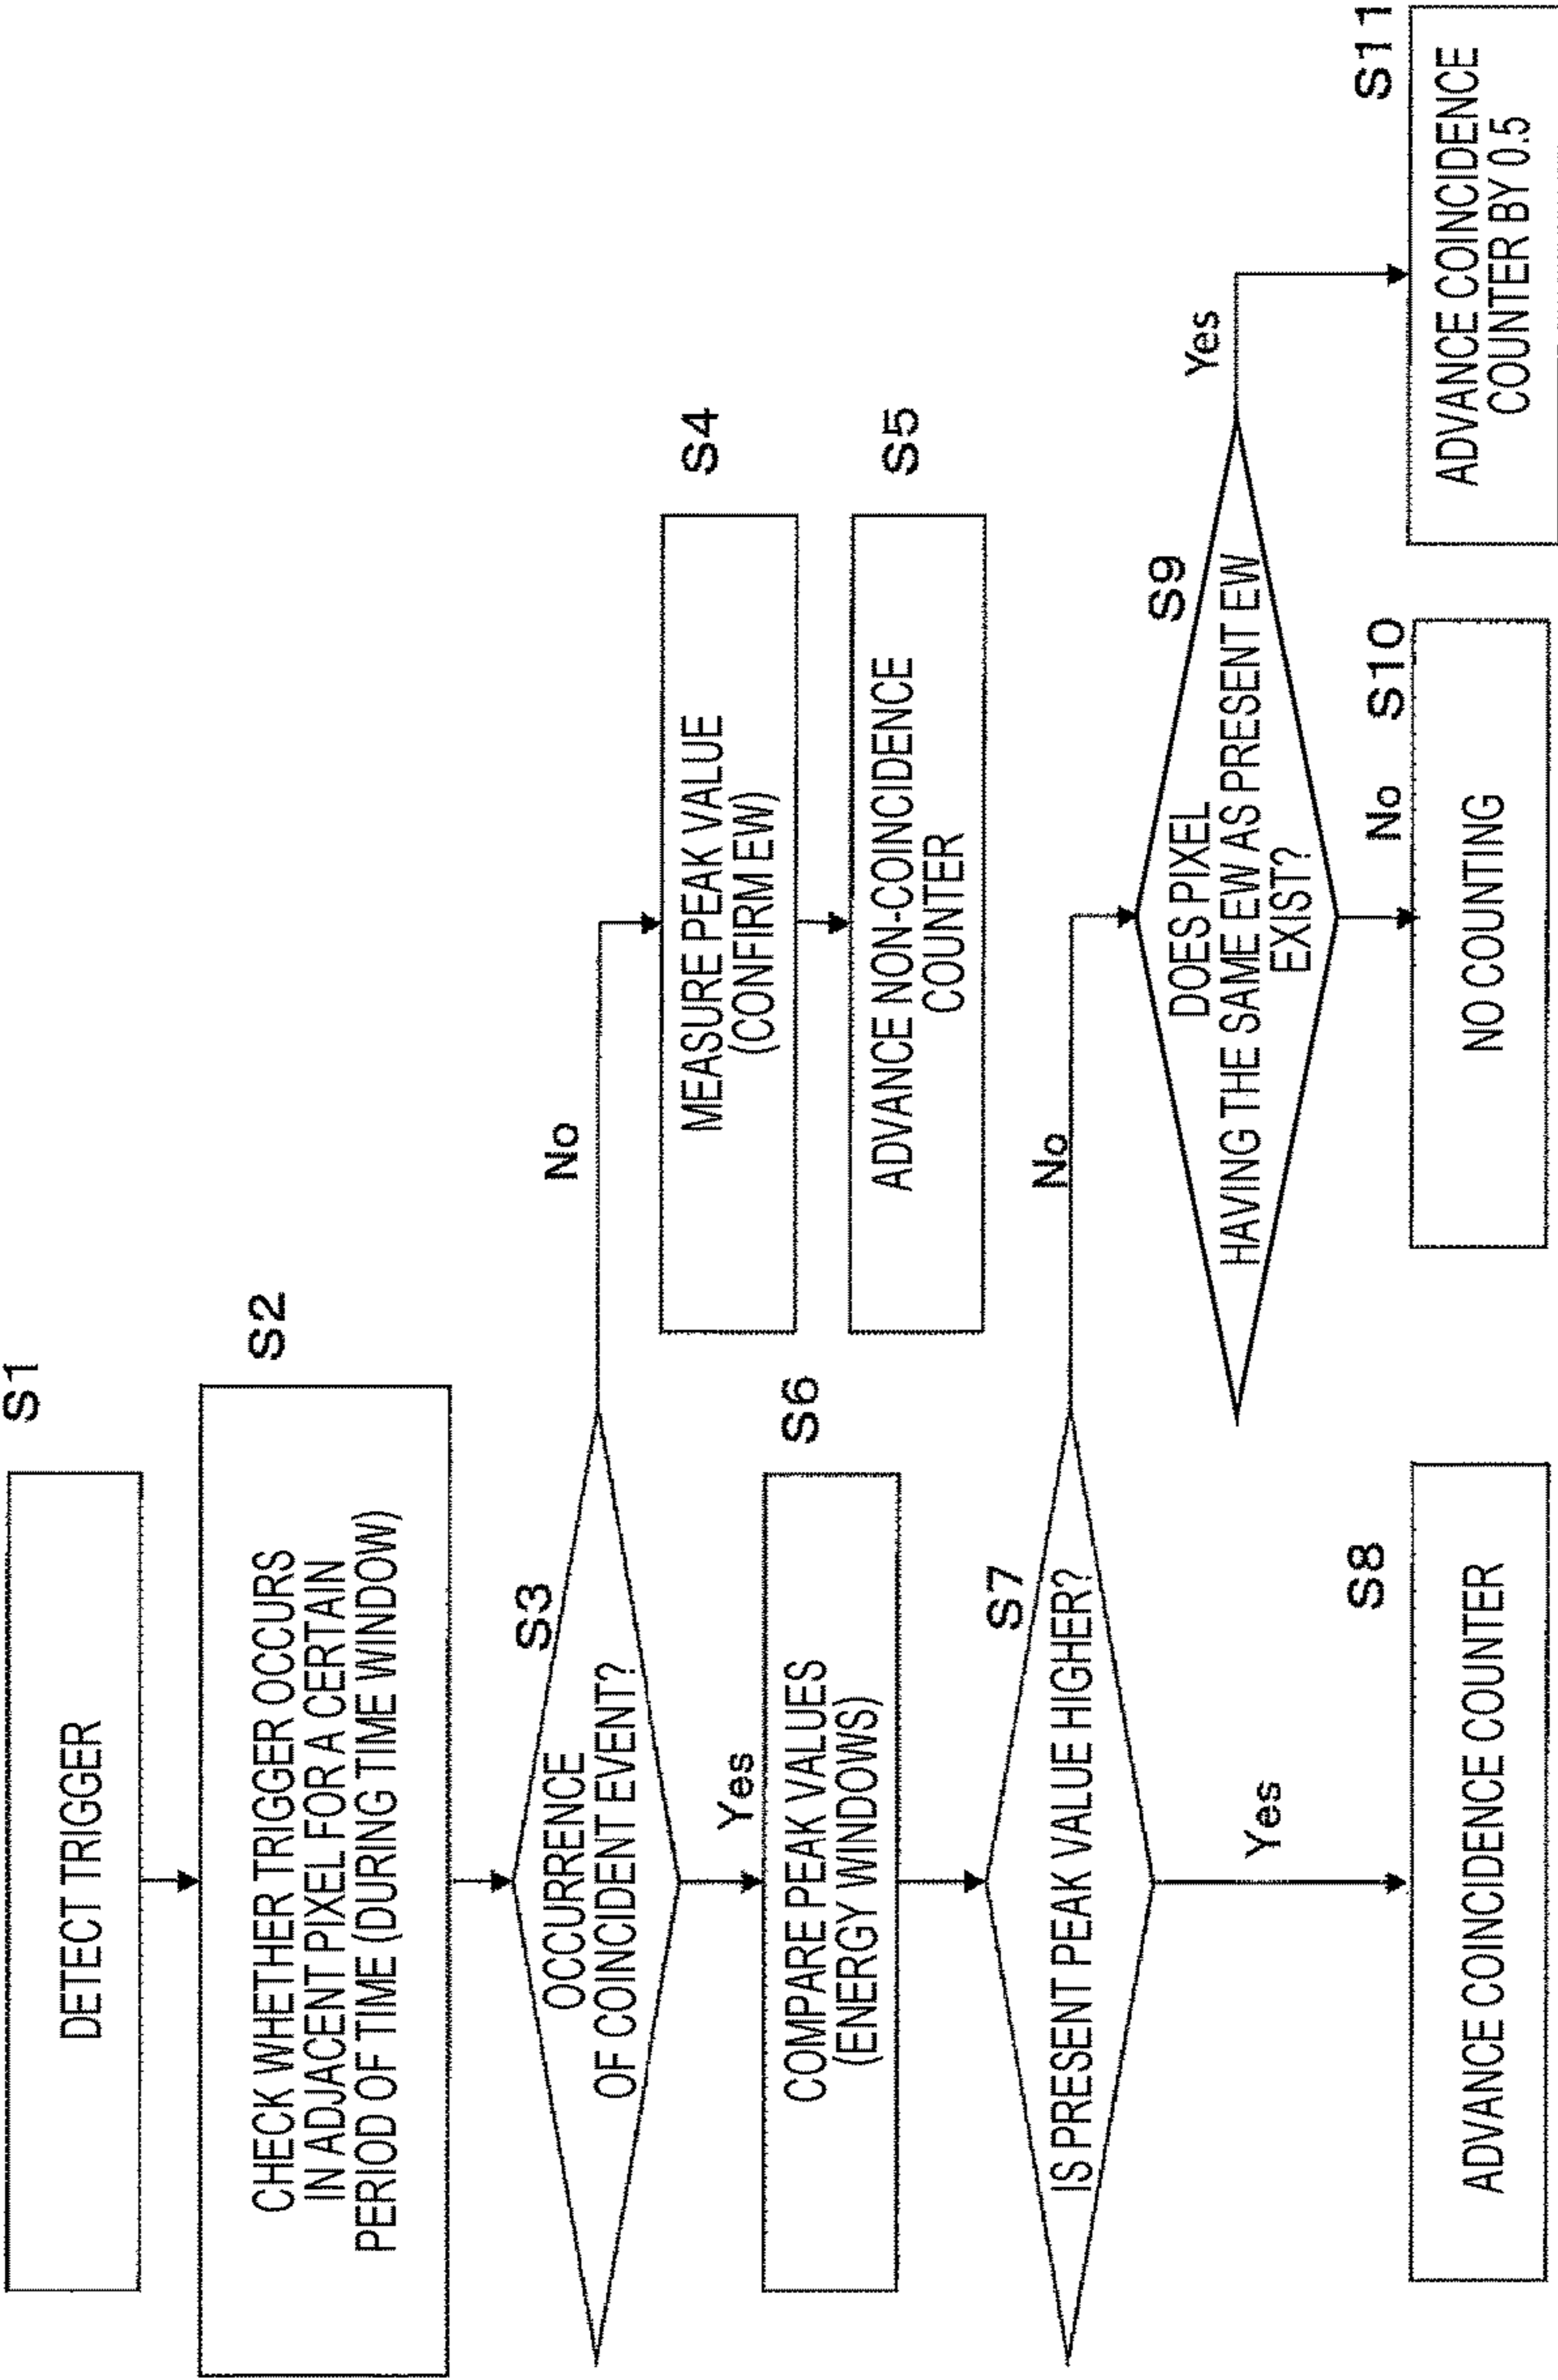 S1
DETECT TRIGGER
S2
CHECK WHETHER TRIGGER OCCURS
IN ADJACENT PIXEL FOR A CERTAIN
PERIOD OF TIME (DURING TIME WINDOW)
S3
OCCURRENCE
OF COINCIDENT EVENT?
No
Yes
S4
MEASURE PEAK VALUE
(CONFIRM EW)
S5
ADVANCE NON-COINCIDENCE
COUNTER
S6
COMPARE PEAK VALUES
(ENERGY WINDOWS)
S7
IS PRESENT PEAK VALUE HIGHER?
No
Yes
S8
ADVANCE COINCIDENCE COUNTER
S9
DOES PIXEL
HAVING THE SAME EW AS PRESENT EW
EXIST?
Yes
No
S10
NO COUNTING
S11
ADVANCE COINCIDENCE
COUNTER BY 0.5